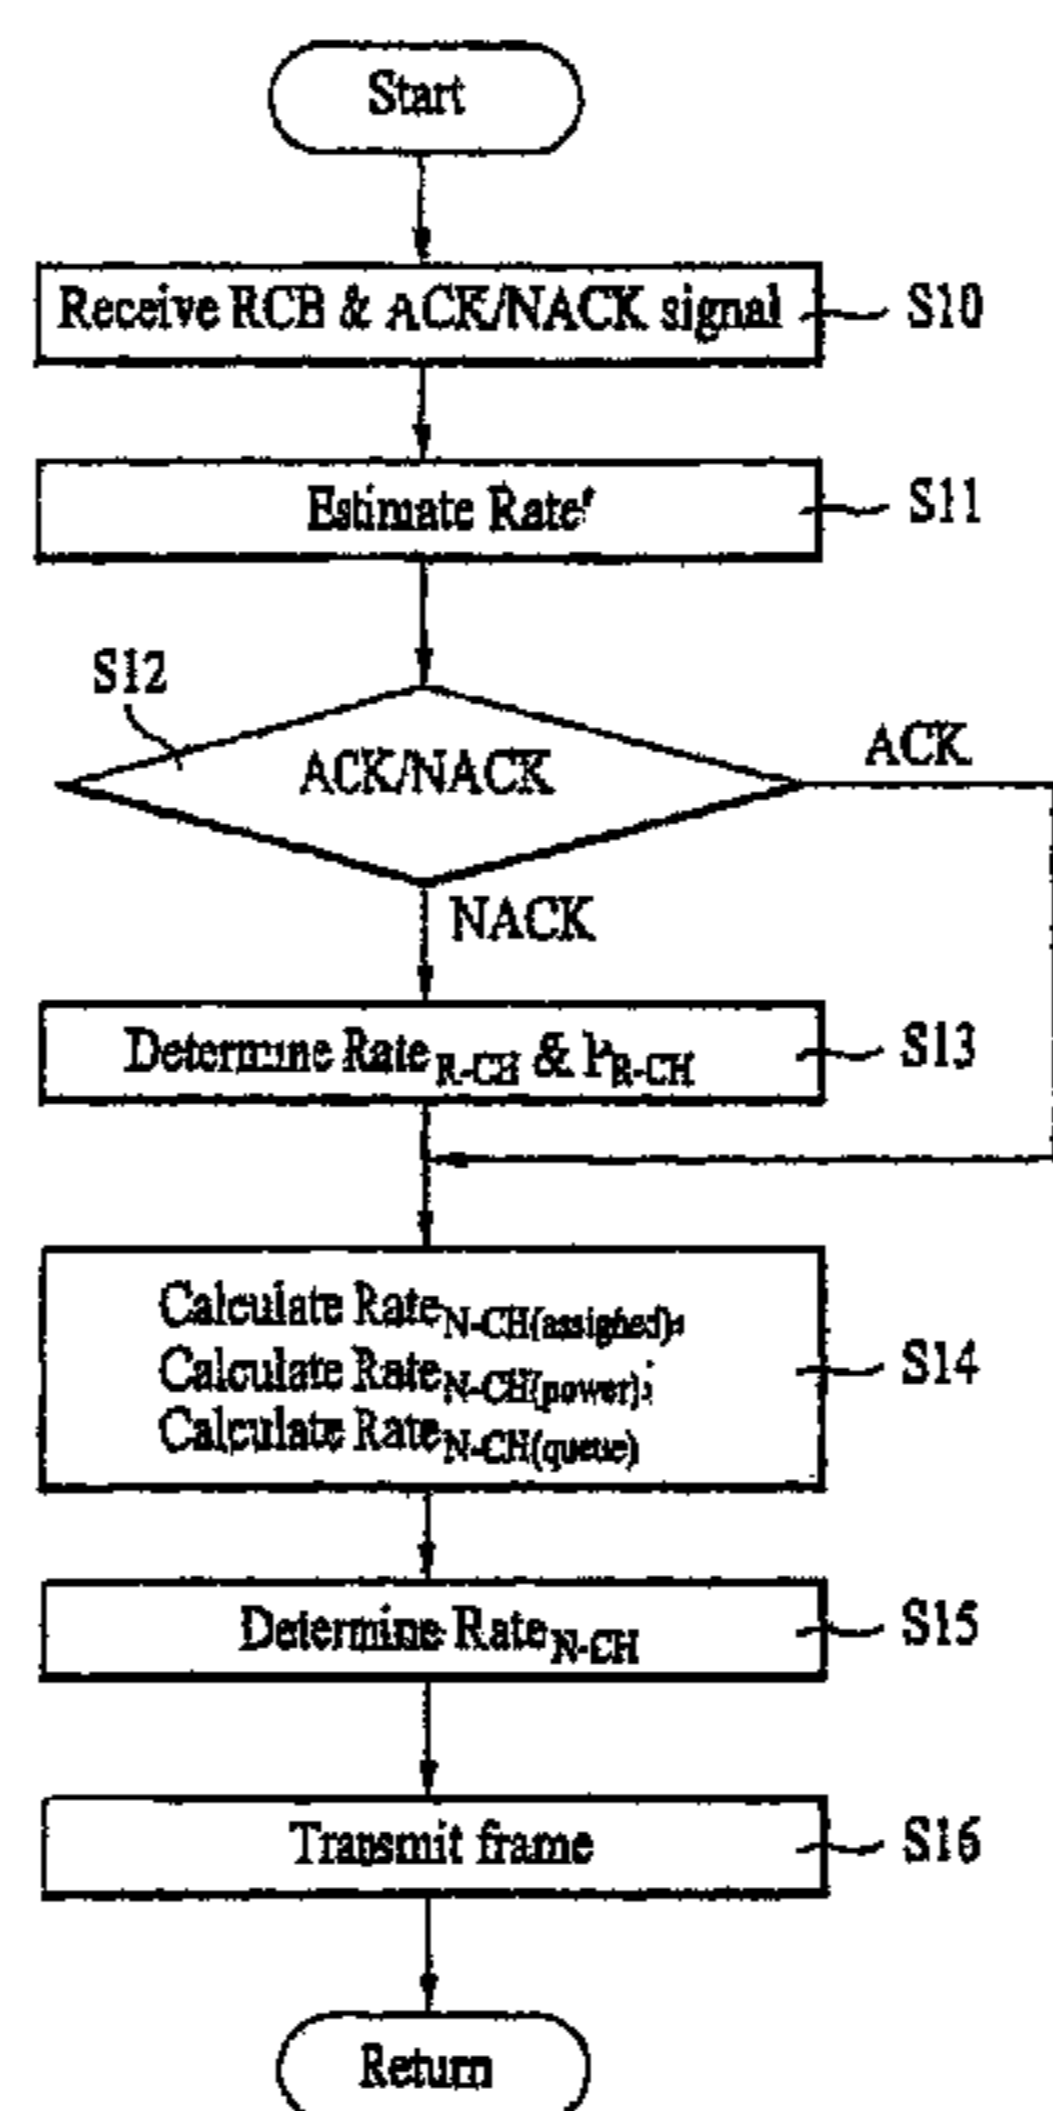 Start
Receive RCB & ACK/NACK signal
S10
Estimate Rate'
S11
S12
ACK/NACK
ACK
NACK
Determine Rate R-CH & P R-CH
S13
Calculate Rate N-CH(assigned),
Calculate Rate N-CH(power),
Calculate Rate N-CH(queue)
S14
Determine Rate N-CH
S15
Transmit frame
S16
Return